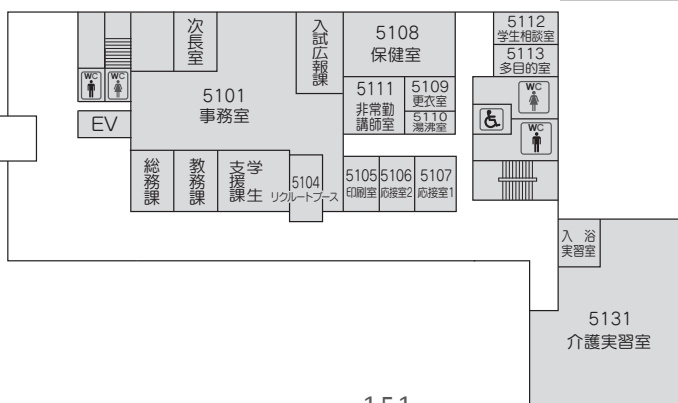 次長室
入試広報課
5108
保健室
5112
学生相談室
5113
多目的室
WC
WC
5101
事務室
5111
非常勤
講師室
5109
更衣室
5110
湯沸室
WC
WC
EV
総務課
教務課
学生
支援課
5104
リクルートブース
5105
印刷室
5106
応接室2
5107
応接室1
入 浴
実習室
5131
介護実習室
151